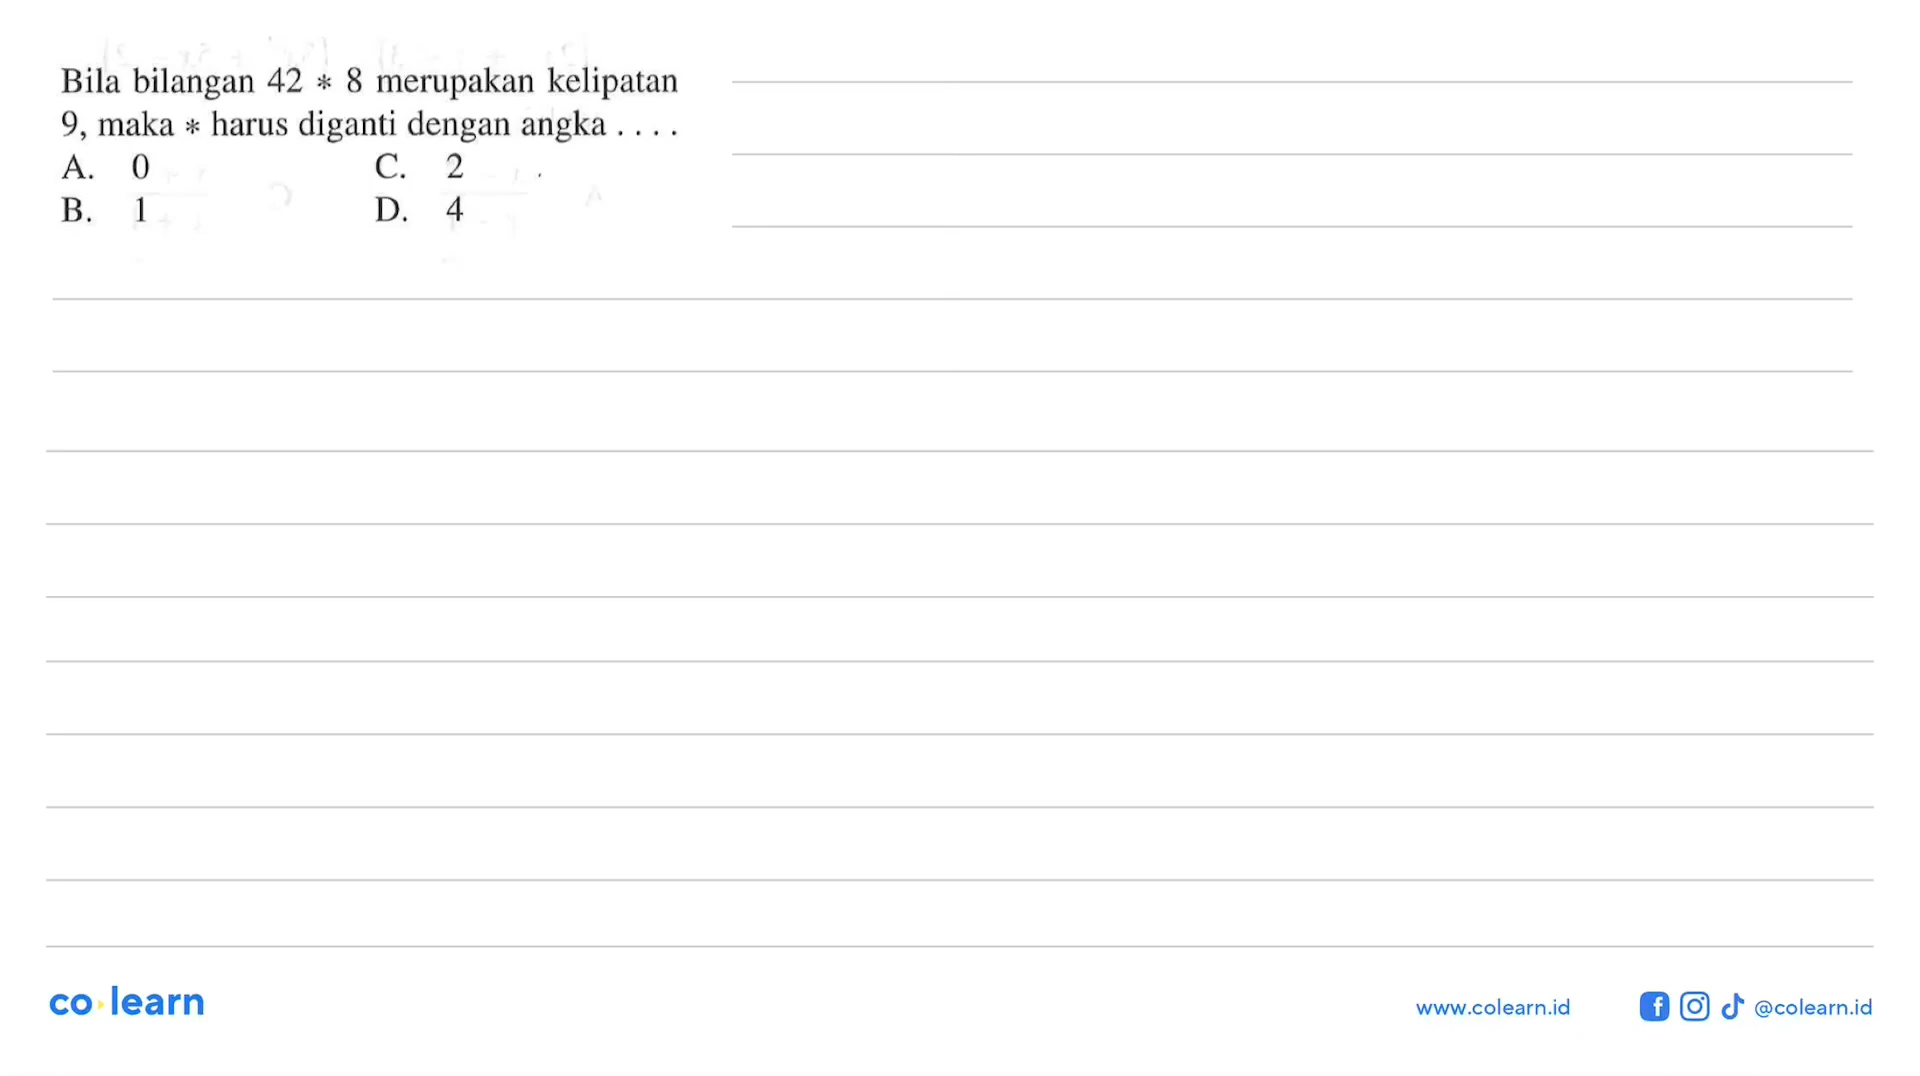 Bila bilangan 42 * 8 merupakan kelipatan
9, maka * harus diganti dengan angka . . . .
A. 0 C. 2
B. 1 D. 4
co learn
www.colearn.id @colearn.id